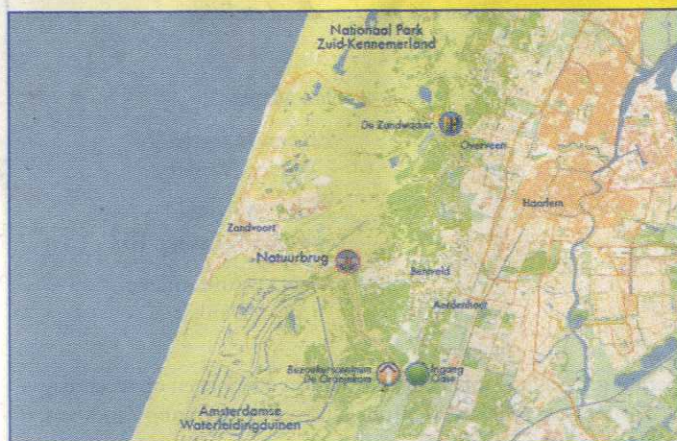 Nationaal Park
Zuid-Kennemerland
De Zandwaaier
Overveen
Haarlem
Zandvoort
Natuurbrug
Bentveld
Aerdenhout
Bezoekerscentrum
De Oranjekom
Ingang
Oase
Amsterdamse
Waterleidingduinen